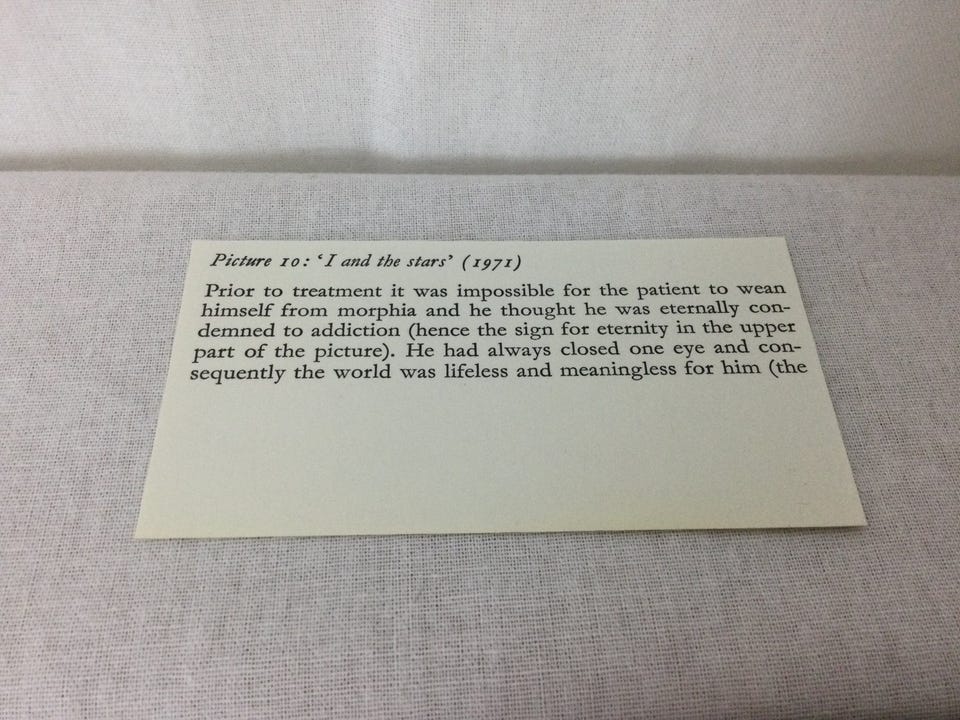 Picture 10: ‘I and the stars’ (1971)
Prior to treatment it was impossible for the patient to wean
himself from morphia and he thought he was eternally con-
demned to addiction (hence the sign for eternity in the upper
part of the picture). He had always closed one eye and con-
sequently the world was lifeless and meaningless for him (the